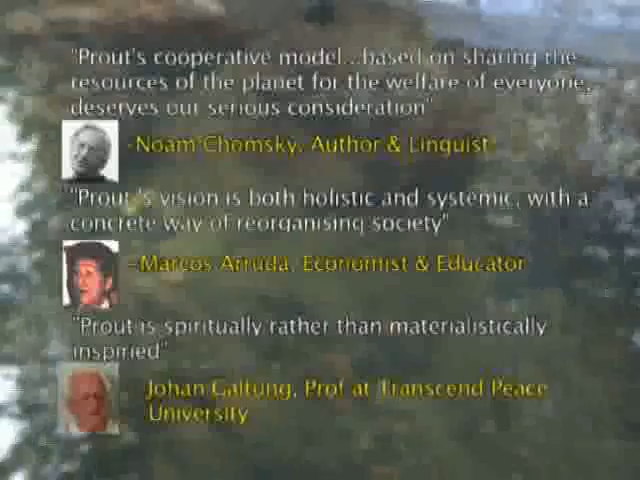 "Prout's cooperative model...based on sharing the
resources of the planet for the welfare of everyone,
deserves our serious consideration"
-Noam Chomsky, Author & Linguist
"Prout 's vision is both holistic and systemic, with a
concrete way of reorganising society"
-Marcos Arruda, Economist & Educator
"Prout is spiritually rather than materialistically
inspiried"
Johan Galtung, Prof at Transcend Peace
University